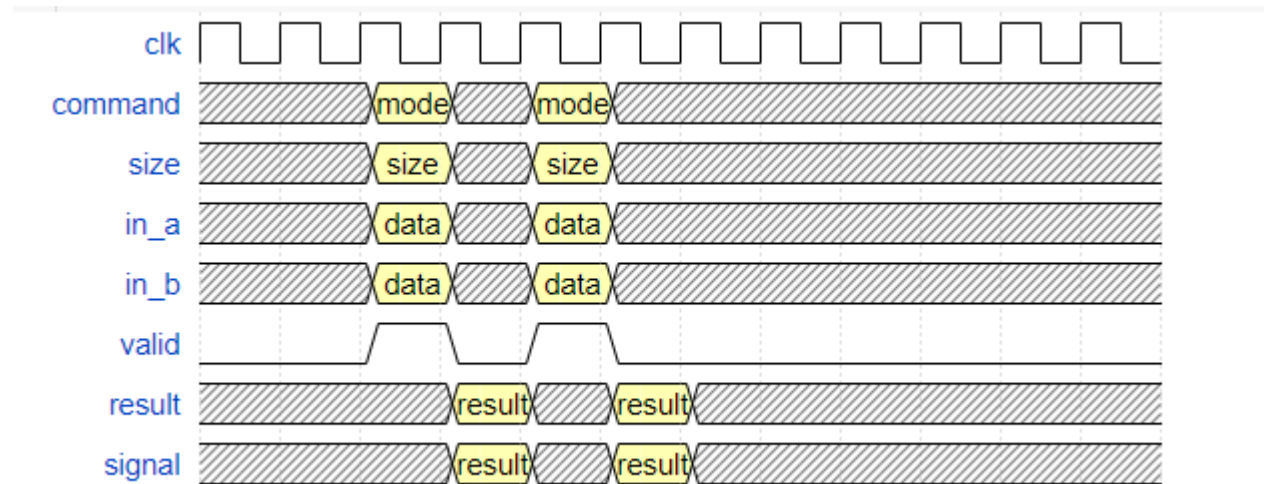 clk
command mode mode
size size size
in_a data data
in_b data data
valid
result result result
signal result result